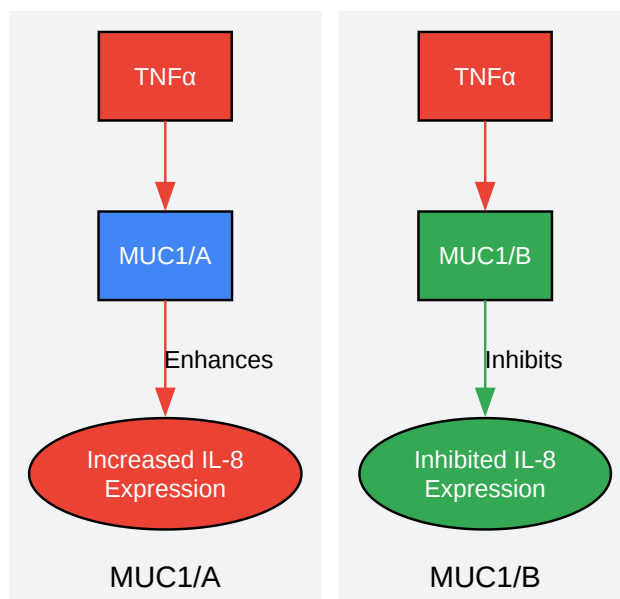 TNFα
MUC1/A
Enhances
Increased IL-8
Expression
MUC1/A
TNFα
MUC1/B
Inhibits
Inhibited IL-8
Expression
MUC1/B